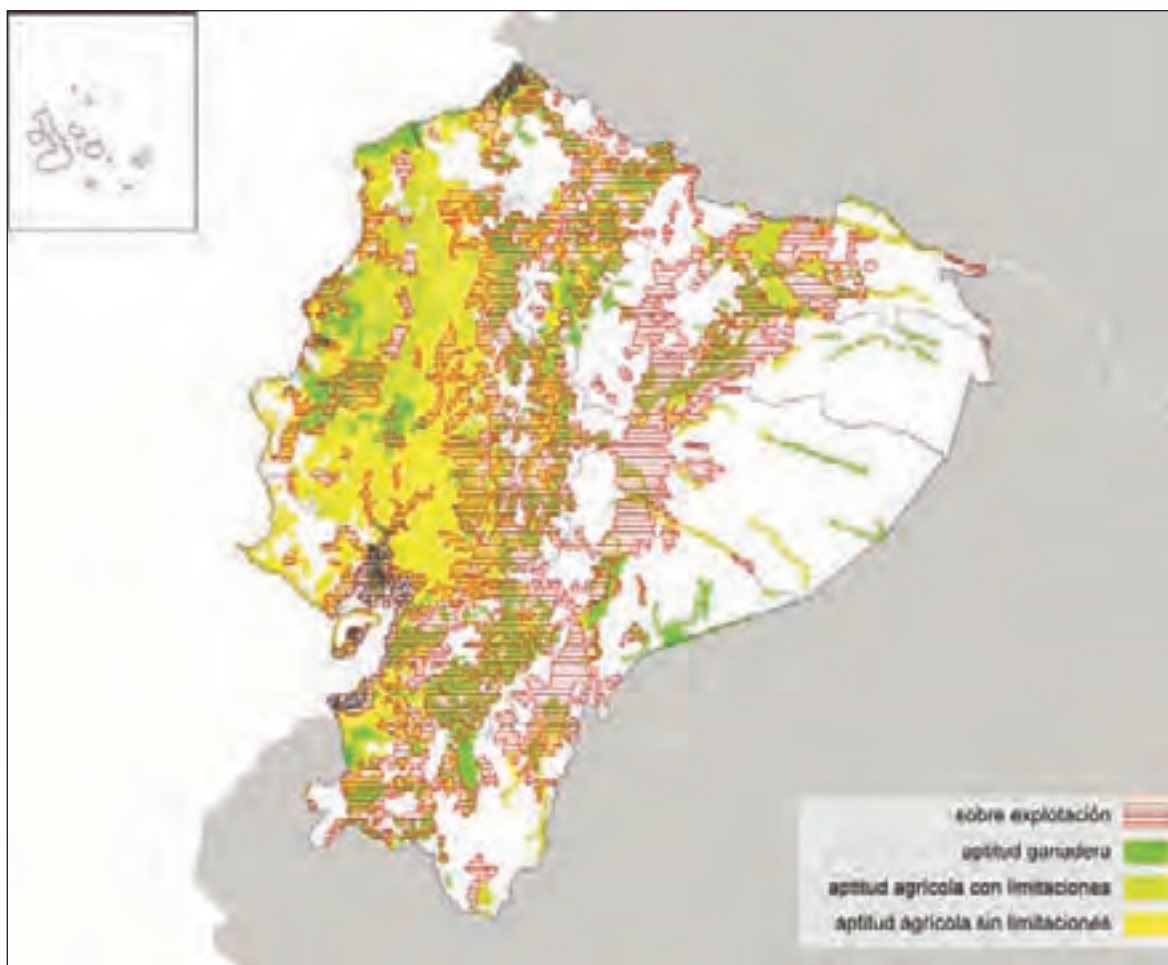 sobre explotación
aptitud ganadera
aptitud agrícola con limitaciones
aptitud agrícola sin limitaciones